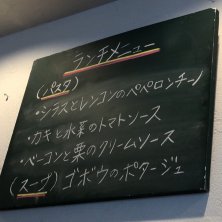 ランチメニュー
(パスタ)
・シラスとレンコンのペペロンチーノ
・カキと水菜のトマトソース
・ベーコンと栗のクリームソース
(スープ)ゴボウのポタージュ